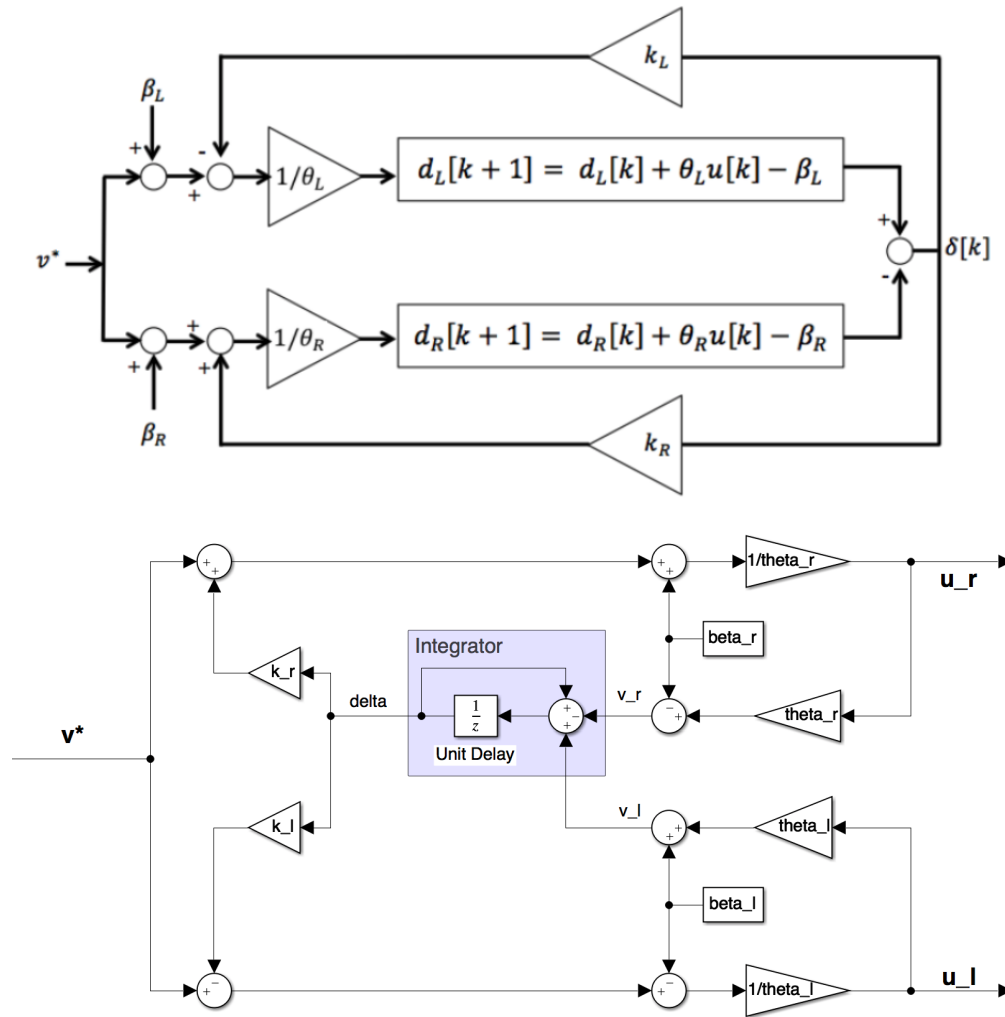 k_L
β_L
+
-
+
1/θ_L
d_L[k + 1] = d_L[k] + θ_L u[k] − β_L
+
v*
δ[k]
-
+
+
1/θ_R
d_R[k + 1] = d_R[k] + θ_R u[k] − β_R
+
+
β_R
k_R
+
+
+
+
1/theta_r
u_r
beta_r
Integrator
k_r
delta
v_r
+
−
+
−
+
theta_r
1/z
v*
Unit Delay
k_l
v_l
+
+
theta_l
beta_l
u_l
+
−
+
−
1/theta_l